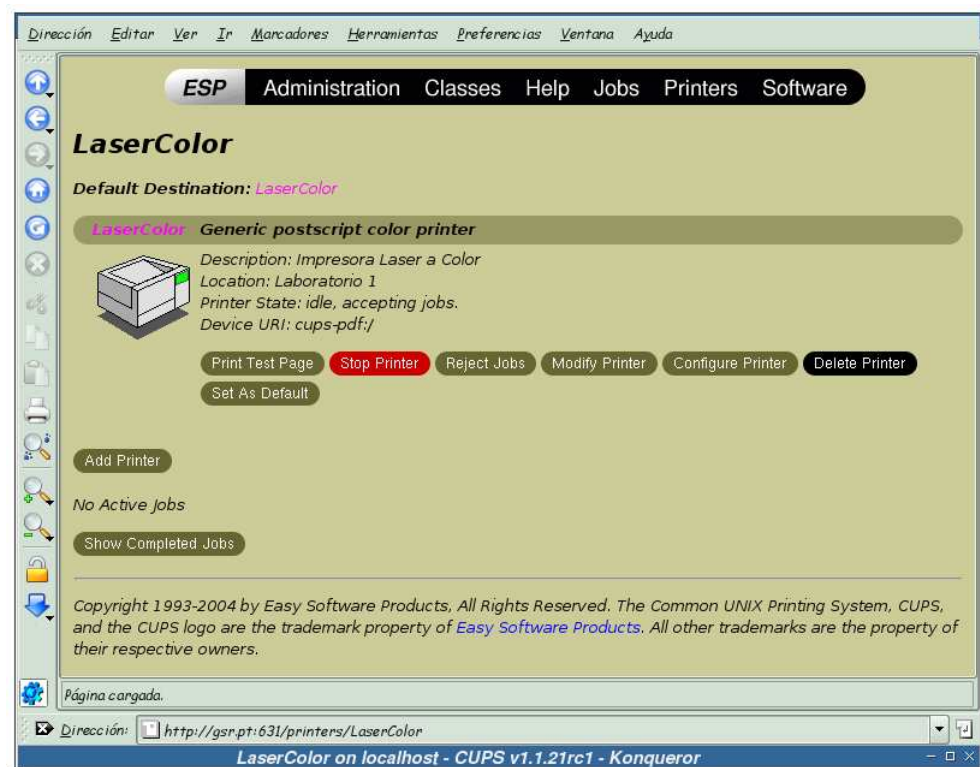 Dirección Editar Ver Ir Marcadores Herramientas Preferencias Ventana Ayuda
ESP Administration Classes Help Jobs Printers Software
LaserColor
Default Destination: LaserColor
LaserColor Generic postscript color printer
Description: Impresora Laser a Color
Location: Laboratorio 1
Printer State: idle, accepting jobs.
Device URI: cups-pdf:/
Print Test Page Stop Printer Reject Jobs Modify Printer Configure Printer Delete Printer
Set As Default
Add Printer
No Active Jobs
Show Completed Jobs
Copyright 1993-2004 by Easy Software Products, All Rights Reserved. The Common UNIX Printing System, CUPS,
and the CUPS logo are the trademark property of Easy Software Products. All other trademarks are the property of
their respective owners.
Página cargada.
Dirección: http://gsr.pt:631/printers/LaserColor
LaserColor on localhost - CUPS v1.1.21rc1 - Konqueror